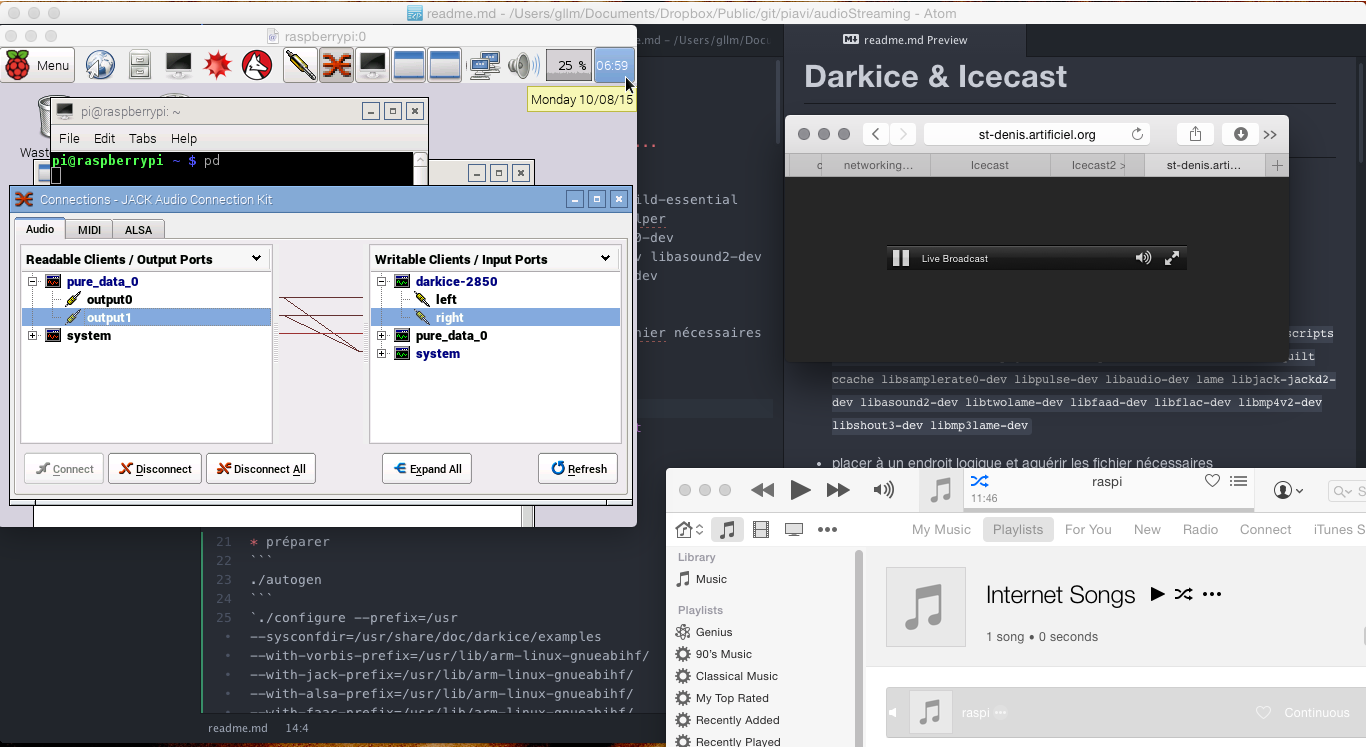 readme.md - /Users/gllm/Documents/Dropbox/Public/git/piavi/audioStreaming - Atom
raspberrypi:0
Menu
25 %
06:59
Monday 10/08/15
pi@raspberrypi: ~
File Edit Tabs Help
pi@raspberrypi ~ $ pd
Connections - JACK Audio Connection Kit
Audio MIDI ALSA
Readable Clients / Output Ports
pure_data_0
output0
output1
system
Writable Clients / Input Ports
darkice-2850
left
right
pure_data_0
system
Connect Disconnect Disconnect All Expand All Refresh
.md - /Users/gllm/Docu
ild-essential
lper
0-dev
v libasound2-dev
dev
hier nécessaires
21 * préparer
22 ```
23 ./autogen
24 ```
25 `./configure --prefix=/usr
--sysconfdir=/usr/share/doc/darkice/examples
--with-vorbis-prefix=/usr/lib/arm-linux-gnueabihf/
--with-jack-prefix=/usr/lib/arm-linux-gnueabihf/
--with-alsa-prefix=/usr/lib/arm-linux-gnueabihf/
--with-faac-prefix=/usr/lib/arm-linux-gnueabihf/
readme.md 14:4
readme.md Preview
Darkice & Icecast
st-denis.artificiel.org
c networking... Icecast Icecast2 > st-denis.arti...
Live Broadcast
scripts
uilt
ccache libsamplerate0-dev libpulse-dev libaudio-dev lame libjack-jackd2-
dev libasound2-dev libtwolame-dev libfaad-dev libflac-dev libmp4v2-dev
libshout3-dev libmp3lame-dev
• placer à un endroit logique et aquérir les fichier nécessaires
raspi
11:46
My Music Playlists For You New Radio Connect iTunes S
Library
Music
Playlists
Genius
90's Music
Classical Music
My Top Rated
Recently Added
Recently Played
Internet Songs
1 song • 0 seconds
raspi
Continuous